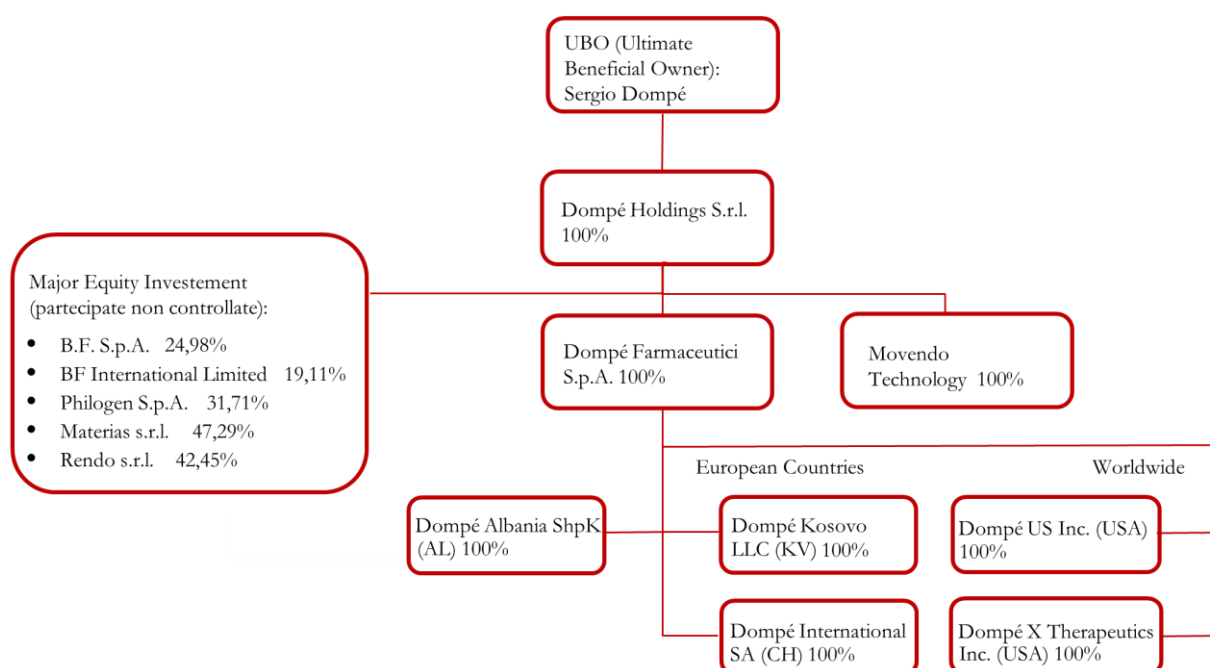 UBO (Ultimate
Beneficial Owner):
Sergio Dompé
Dompé Holdings S.r.l.
100%
Major Equity Investement
(partecipate non controllate):
• B.F. S.p.A. 24,98%
• BF International Limited 19,11%
• Philogen S.p.A. 31,71%
• Materias s.r.l. 47,29%
• Rendo s.r.l. 42,45%
Dompé Farmaceutici
S.p.A. 100%
Movendo
Technology 100%
European Countries
Worldwide
Dompé Albania ShpK
(AL) 100%
Dompé Kosovo
LLC (KV) 100%
Dompé US Inc. (USA)
100%
Dompé International
SA (CH) 100%
Dompé X Therapeutics
Inc. (USA) 100%